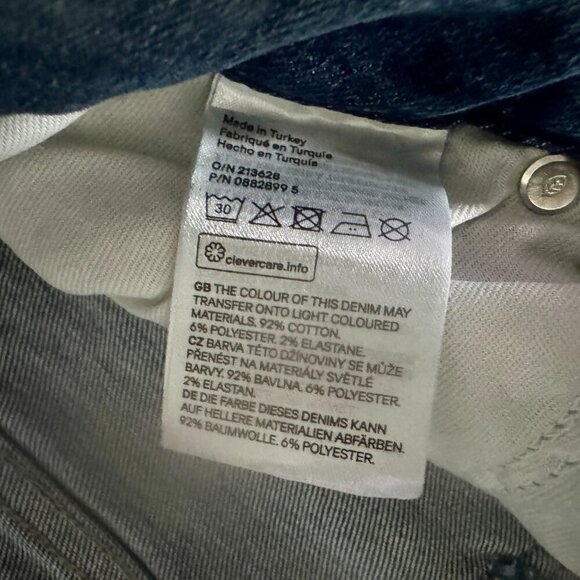 Made in Turkey
Fabriqué en Turquie
Hecho en Turquía
O/N 213628
P/N 0882899 5
30
clevercare.info
GB THE COLOUR OF THIS DENIM MAY
TRANSFER ONTO LIGHT COLOURED
MATERIALS. 92% COTTON.
6% POLYESTER. 2% ELASTANE.
CZ BARVA TÉTO DŽÍNOVINY SE MŮŽE
PŘENÉST NA MATERIÁLY SVĚTLÉ
BARVY. 92% BAVLNA. 6% POLYESTER.
2% ELASTAN.
DE DIE FARBE DIESES DENIMS KANN
AUF HELLERE MATERIALIEN ABFÄRBEN.
92% BAUMWOLLE. 6% POLYESTER.